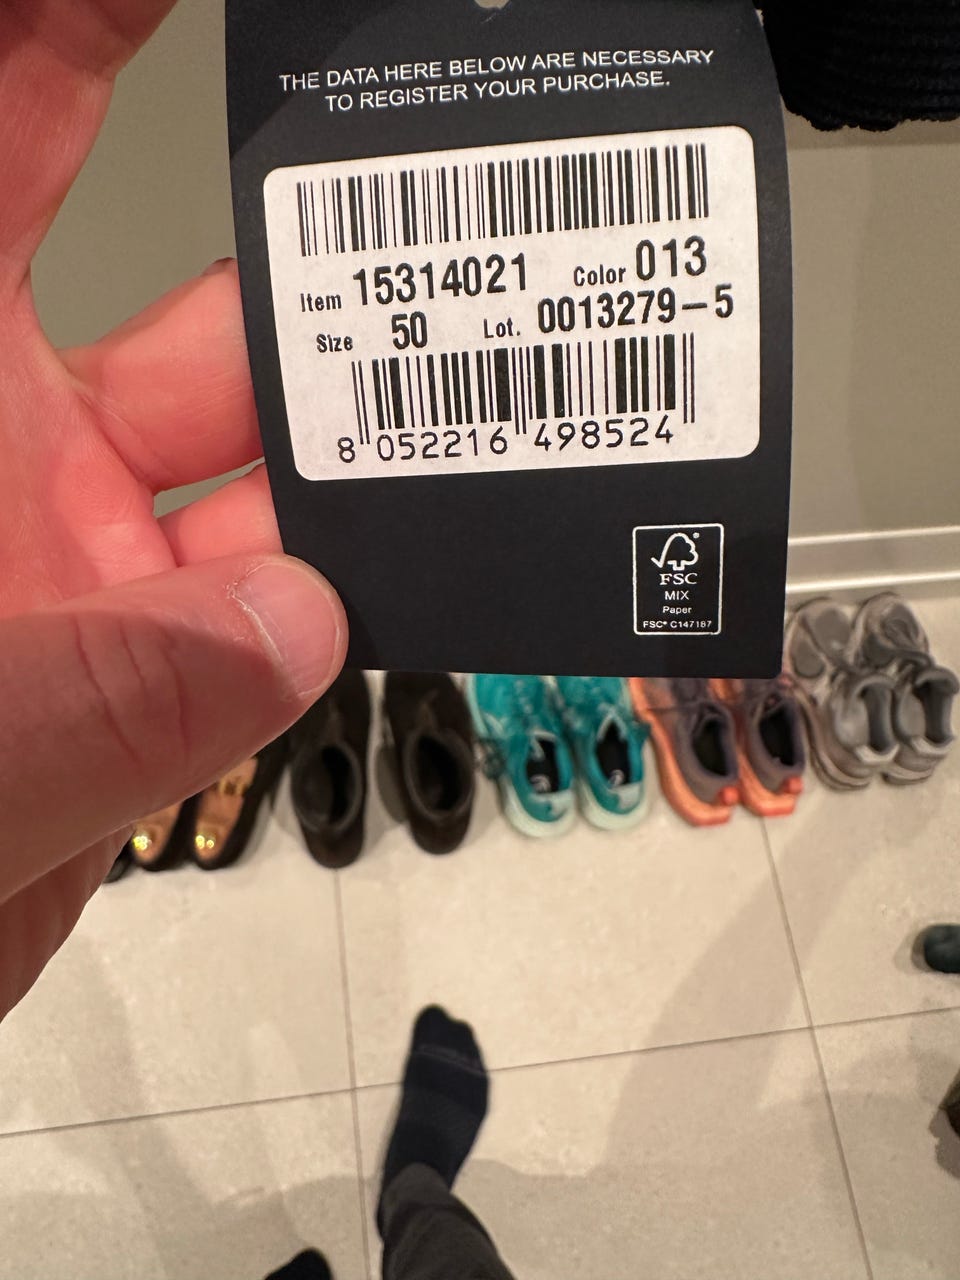 THE DATA HERE BELOW ARE NECESSARY
TO REGISTER YOUR PURCHASE.
Item 15314021 Color 013
Size 50 Lot. 0013279-5
8 052216 498524
FSC
MIX
Paper
FSC® C147187